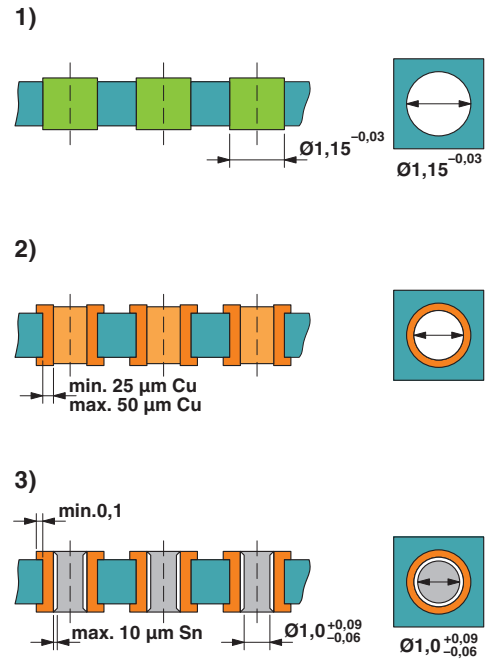 1)
Ø1,15 −0,03
Ø1,15 −0,03
2)
min. 25 µm Cu
max. 50 µm Cu
3)
min.0,1
max. 10 µm Sn
Ø1,0 +0,09 −0,06
Ø1,0 +0,09 −0,06